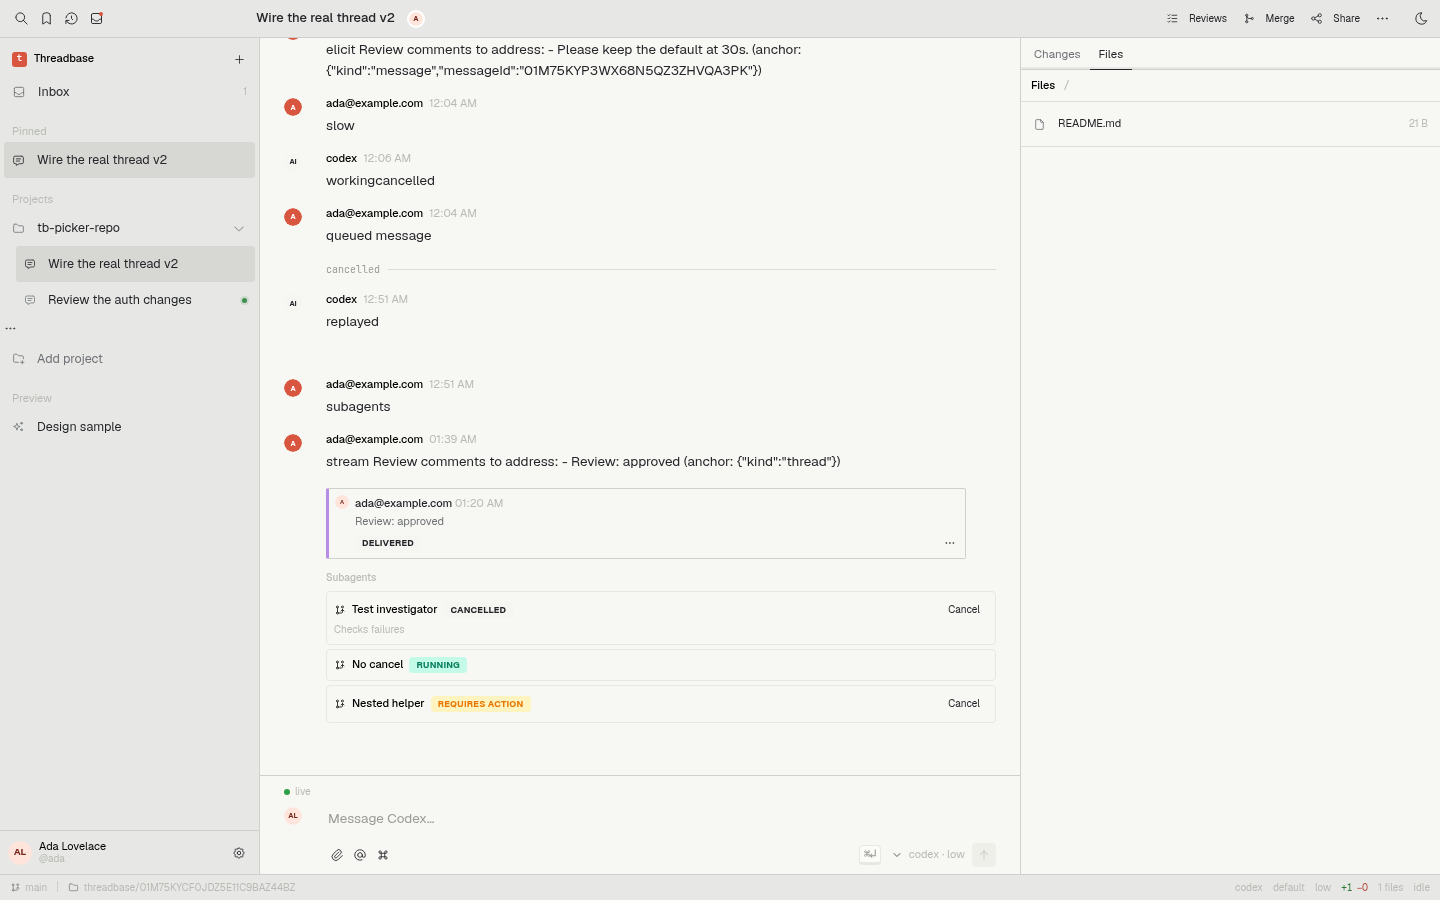 Wire the real thread v2
A
Reviews
Merge
Share
t
Threadbase
Inbox
1
Pinned
Wire the real thread v2
Projects
tb-picker-repo
Wire the real thread v2
Review the auth changes
Add project
Preview
Design sample
AL
Ada Lovelace
@ada
elicit Review comments to address: - Please keep the default at 30s. (anchor:
{"kind":"message","messageId":"01M75KYP3WX68N5QZ3ZHVQA3PK"})
A
ada@example.com 12:04 AM
slow
AI
codex 12:06 AM
workingcancelled
A
ada@example.com 12:04 AM
queued message
cancelled
AI
codex 12:51 AM
replayed
A
ada@example.com 12:51 AM
subagents
A
ada@example.com 01:39 AM
stream Review comments to address: - Review: approved (anchor: {"kind":"thread"})
A
ada@example.com 01:20 AM
Review: approved
DELIVERED
Subagents
Test investigator CANCELLED Cancel
Checks failures
No cancel RUNNING
Nested helper REQUIRES ACTION Cancel
live
AL
Message Codex...
codex · low
Changes Files
Files /
README.md 21 B
main threadbase/01M75KYCF0JDZ5E11C9BAZ44BZ
codex default low +1 −0 1 files idle